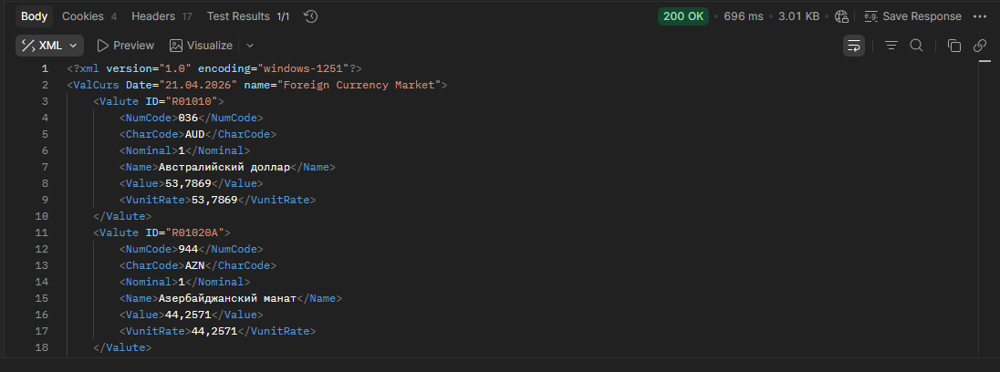 Body Cookies 4 Headers 17 Test Results 1/1 200 OK • 696 ms • 3.01 KB • e.g. Save Response
XML Preview Visualize
1 <?xml version="1.0" encoding="windows-1251"?>
2 <ValCurs Date="21.04.2026" name="Foreign Currency Market">
3 <Valute ID="R01010">
4 <NumCode>036</NumCode>
5 <CharCode>AUD</CharCode>
6 <Nominal>1</Nominal>
7 <Name>Австралийский доллар</Name>
8 <Value>53,7869</Value>
9 <VunitRate>53,7869</VunitRate>
10 </Valute>
11 <Valute ID="R01020A">
12 <NumCode>944</NumCode>
13 <CharCode>AZN</CharCode>
14 <Nominal>1</Nominal>
15 <Name>Азербайджанский манат</Name>
16 <Value>44,2571</Value>
17 <VunitRate>44,2571</VunitRate>
18 </Valute>